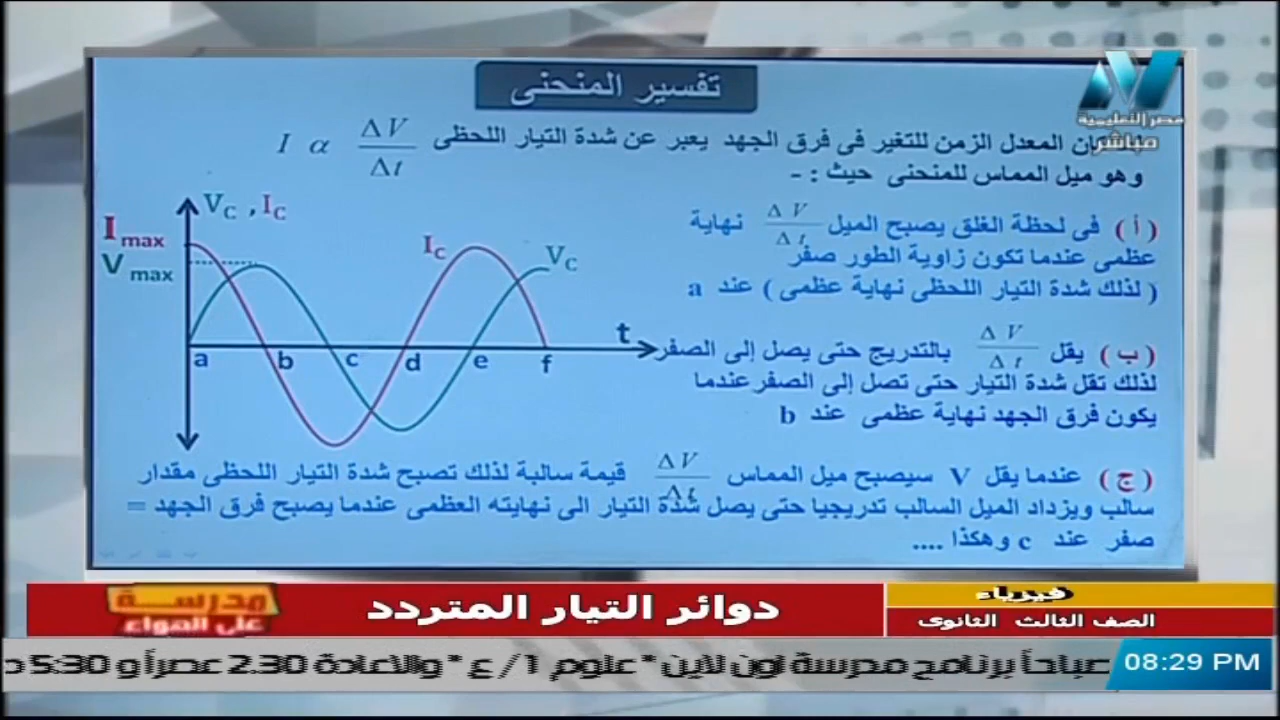 تفسير المنحنى
مصر التعليمية
مباشر
كان المعدل الزمن للتغير فى فرق الجهد يعبر عن شدة التيار اللحظى I α ΔV/Δt
وهو ميل المماس للمنحنى حيث : -
(أ) فى لحظة الغلق يصبح الميل ΔV/Δt نهاية
عظمى عندما تكون زاوية الطور صفر
( لذلك شدة التيار اللحظى نهاية عظمى ) عند a
(ب) يقل ΔV/Δt بالتدريج حتى يصل إلى الصفر
لذلك تقل شدة التيار حتى تصل إلى الصفر عندما
يكون فرق الجهد نهاية عظمى عند b
VC , IC
Imax
Vmax
IC
VC
t
a b c d e f
(ج) عندما يقل V سيصبح ميل المماس ΔV/Δt قيمة سالبة لذلك تصبح شدة التيار اللحظى مقدار
سالب ويزداد الميل السالب تدريجيا حتى يصل شدة التيار الى نهايته العظمى عندما يصبح فرق الجهد =
صفر عند c وهكذا ....
فيزياء
الصف الثالث الثانوى
دوائر التيار المتردد
مدرسة
على الهواء
08:29 PM
صباحاً برنامج مدرسة اون لاين * علوم 1/ ع * والاعادة 2.30 عصراً و 5:30